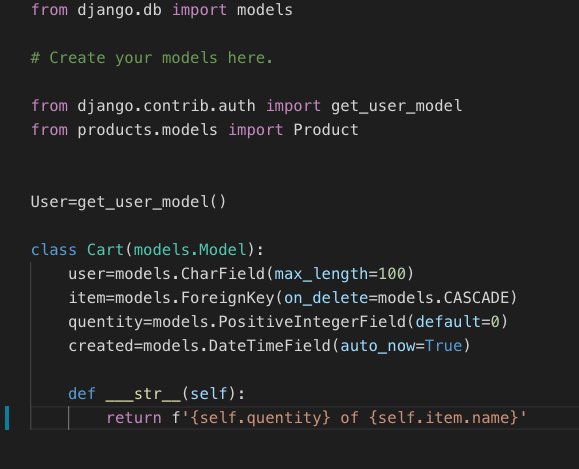 from django.db import models
# Create your models here.
from django.contrib.auth import get_user_model
from products.models import Product
User=get_user_model()
class Cart(models.Model):
user=models.CharField(max_length=100)
item=models.ForeignKey(on_delete=models.CASCADE)
quentity=models.PositiveIntegerField(default=0)
created=models.DateTimeField(auto_now=True)
def ___str__(self):
return f'{self.quentity} of {self.item.name}'